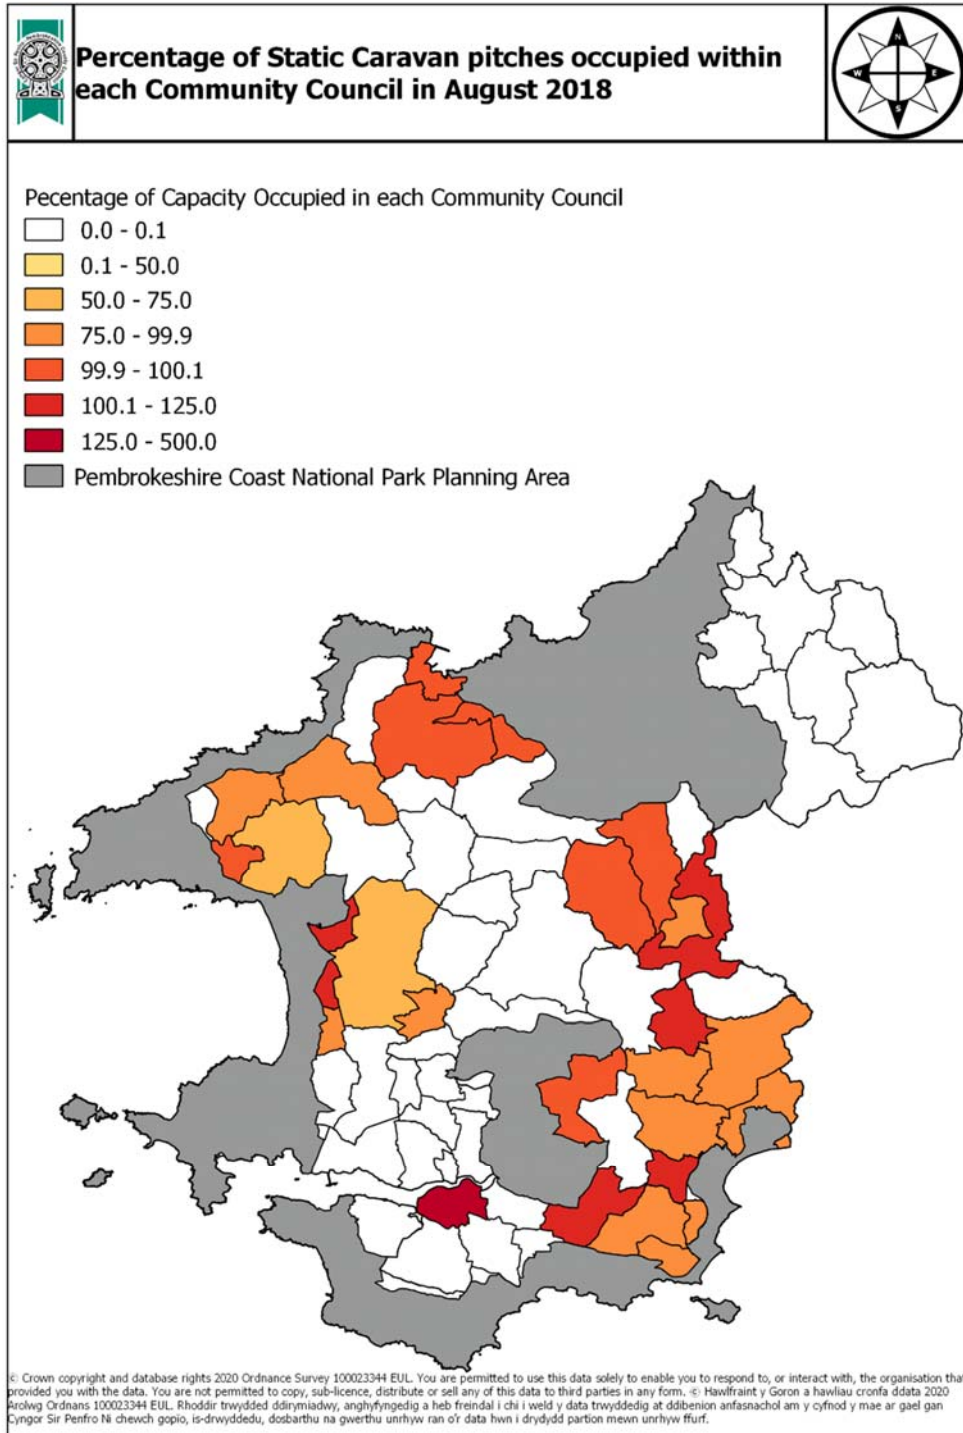 Percentage of Static Caravan pitches occupied within
each Community Council in August 2018
N
W
E
S
Pecentage of Capacity Occupied in each Community Council
0.0 - 0.1
0.1 - 50.0
50.0 - 75.0
75.0 - 99.9
99.9 - 100.1
100.1 - 125.0
125.0 - 500.0
Pembrokeshire Coast National Park Planning Area
© Crown copyright and database rights 2020 Ordnance Survey 100023344 EUL. You are permitted to use this data solely to enable you to respond to, or interact with, the organisation that
provided you with the data. You are not permitted to copy, sub-licence, distribute or sell any of this data to third parties in any form. © Hawlfraint y Goron a hawliau cronfa ddata 2020
Arolwg Ordnans 100023344 EUL. Rhoddir trwydded ddirymiadwy, anghyfyngedig a heb freindal i chi i weld y data trwyddedig at ddibenion anfasnachol am y cyfnod y mae ar gael gan
Cyngor Sir Penfro Ni chewch gopio, is-drwyddedu, dosbarthu na gwerthu unrhyw ran o'r data hwn i drydydd partion mewn unrhyw ffurf.